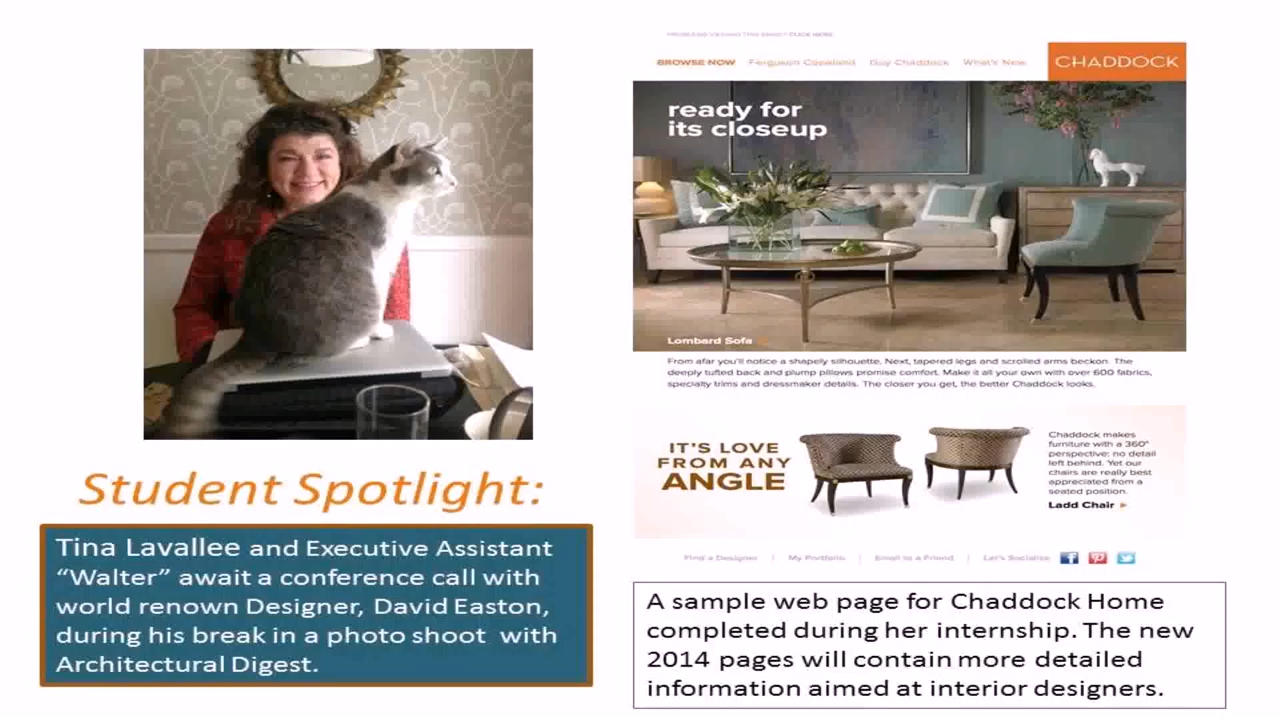 Student Spotlight:
Tina Lavallee and Executive Assistant
“Walter” await a conference call with
world renown Designer, David Easton,
during his break in a photo shoot with
Architectural Digest.
PROBLEMS VIEWING THIS EMAIL? CLICK HERE.
BROWSE NOW Ferguson Copeland Guy Chaddock What's New
CHADDOCK
ready for
its closeup
Lombard Sofa
From afar you'll notice a shapely silhouette. Next, tapered legs and scrolled arms beckon. The
deeply tufted back and plump pillows promise comfort. Make it all your own with over 600 fabrics,
specialty trims and dressmaker details. The closer you get, the better Chaddock looks.
IT'S LOVE
FROM ANY
ANGLE
Chaddock makes
furniture with a 360°
perspective: no detail
left behind. Yet our
chairs are really best
appreciated from a
seated position.
Ladd Chair
Find a Designer | My Portfolio | Email to a Friend | Let's Socialize
A sample web page for Chaddock Home
completed during her internship. The new
2014 pages will contain more detailed
information aimed at interior designers.